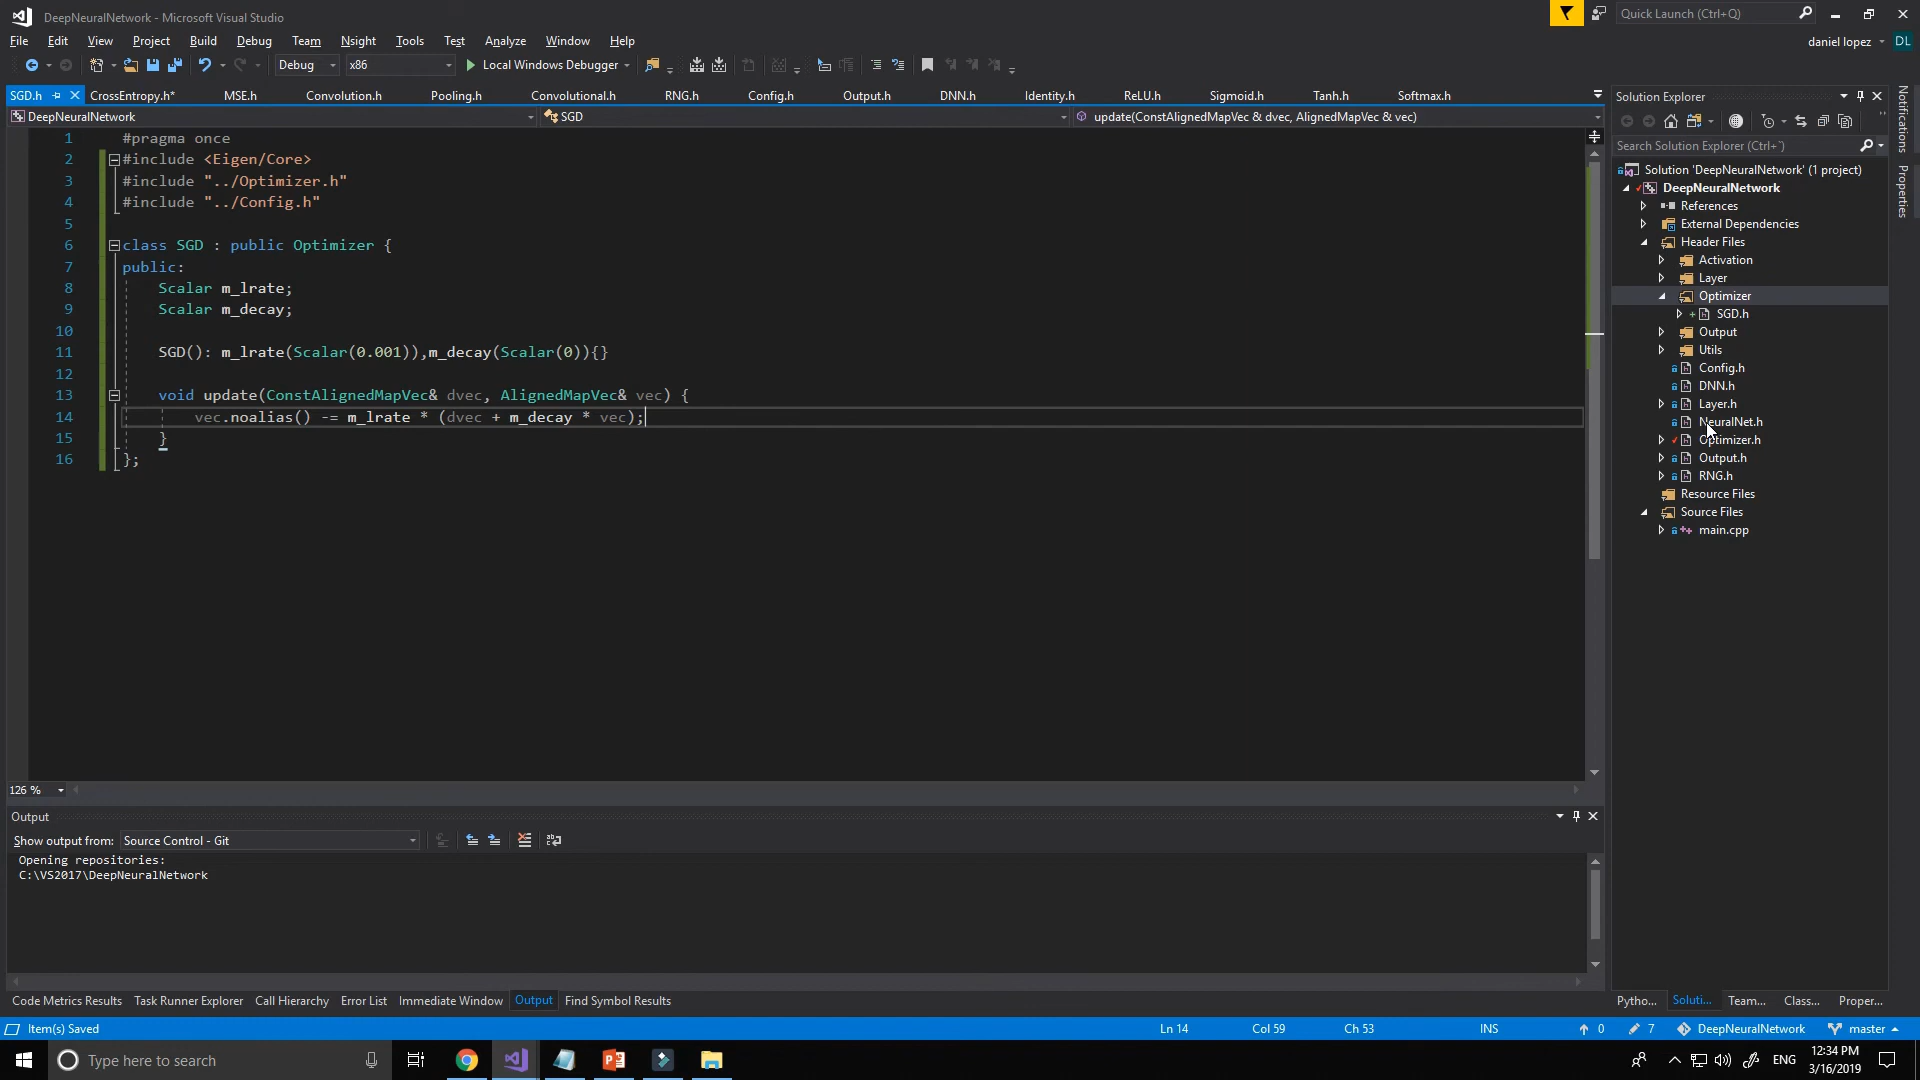 DeepNeuralNetwork - Microsoft Visual Studio
Quick Launch (Ctrl+Q)
File Edit View Project Build Debug Team Nsight Tools Test Analyze Window Help
daniel lopez DL
Debug x86 Local Windows Debugger
SGD.h CrossEntropy.h* MSE.h Convolution.h Pooling.h Convolutional.h RNG.h Config.h Output.h DNN.h Identity.h ReLU.h Sigmoid.h Tanh.h Softmax.h
DeepNeuralNetwork SGD update(ConstAlignedMapVec & dvec, AlignedMapVec & vec)
1 #pragma once
2 #include <Eigen/Core>
3 #include "../Optimizer.h"
4 #include "../Config.h"
5
6 class SGD : public Optimizer {
7 public:
8 Scalar m_lrate;
9 Scalar m_decay;
10
11 SGD(): m_lrate(Scalar(0.001)),m_decay(Scalar(0)){}
12
13 void update(ConstAlignedMapVec& dvec, AlignedMapVec& vec) {
14 vec.noalias() -= m_lrate * (dvec + m_decay * vec);
15 }
16 };
126 %
Output
Show output from: Source Control - Git
Opening repositories:
C:\VS2017\DeepNeuralNetwork
Code Metrics Results Task Runner Explorer Call Hierarchy Error List Immediate Window Output Find Symbol Results
Solution Explorer
Search Solution Explorer (Ctrl+¨)
Solution 'DeepNeuralNetwork' (1 project)
DeepNeuralNetwork
References
External Dependencies
Header Files
Activation
Layer
Optimizer
SGD.h
Output
Utils
Config.h
DNN.h
Layer.h
NeuralNet.h
Optimizer.h
Output.h
RNG.h
Resource Files
Source Files
main.cpp
Pytho... Soluti... Team... Class... Proper...
Notifications
Properties
Item(s) Saved Ln 14 Col 59 Ch 53 INS 0 7 DeepNeuralNetwork master
Type here to search
ENG
12:34 PM
3/16/2019